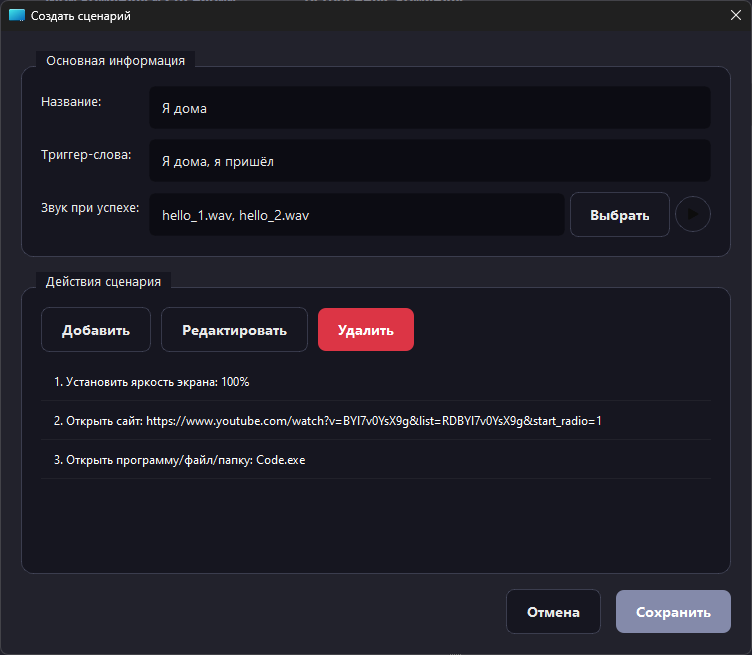 Создать сценарий
Основная информация
Название:
Я дома
Триггер-слова:
Я дома, я пришёл
Звук при успехе:
hello_1.wav, hello_2.wav
Выбрать
Действия сценария
Добавить
Редактировать
Удалить
1. Установить яркость экрана: 100%
2. Открыть сайт: https://www.youtube.com/watch?v=BYI7v0YsX9g&list=RDBYI7v0YsX9g&start_radio=1
3. Открыть программу/файл/папку: Code.exe
Отмена
Сохранить